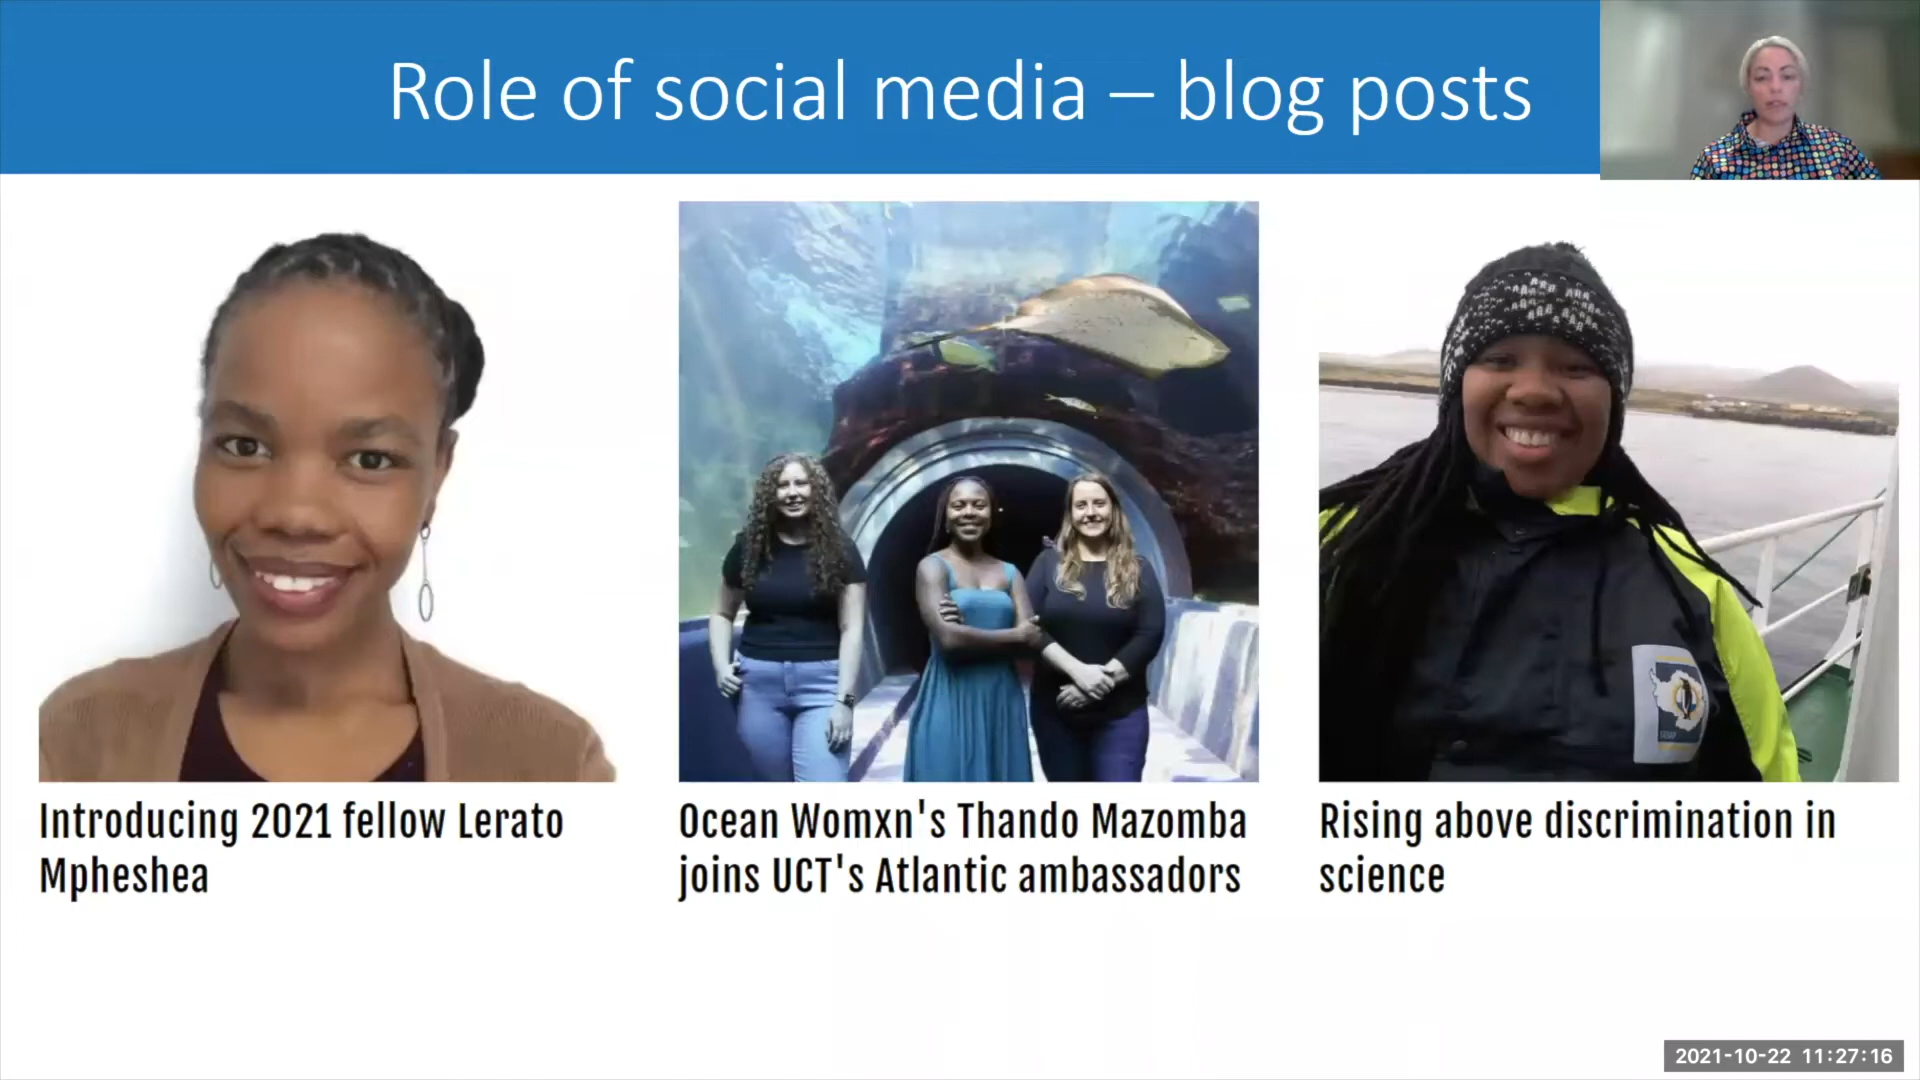 Role of social media – blog posts
Introducing 2021 fellow Lerato
Mpheshea
Ocean Womxn's Thando Mazomba
joins UCT's Atlantic ambassadors
Rising above discrimination in
science
2021-10-22 11:27:16